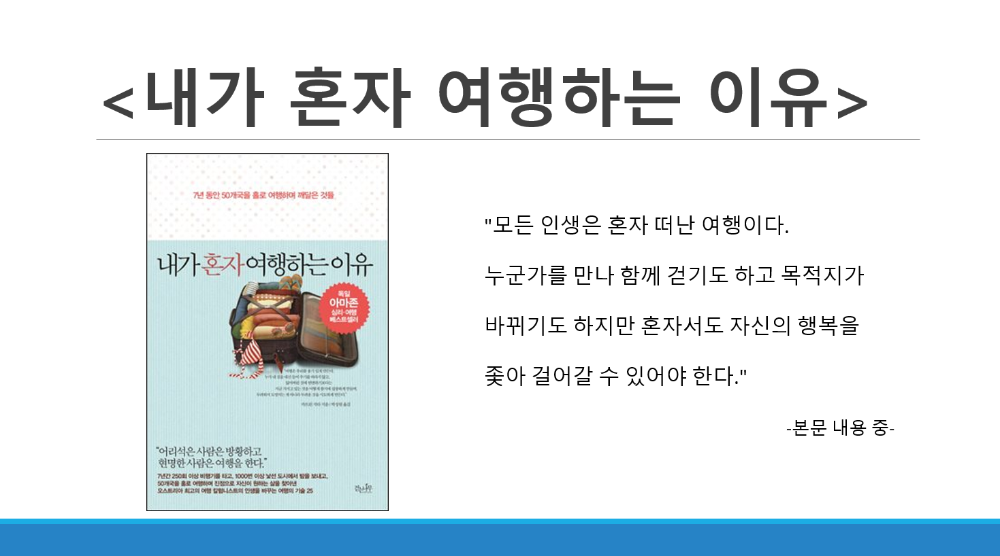 <내가 혼자 여행하는 이유>
7년 동안 50개국을 홀로 여행하며 깨달은 것들
내가 혼자 여행하는 이유
독일
아마존
심리·여행
베스트셀러
"어리석은 사람은 방황하고
현명한 사람은 여행을 한다."
7년간 250회 이상 비행기를 타고, 1000번 이상 낯선 도시에서 밤을 보내고,
50개국을 홀로 여행하며 진정으로 자신이 원하는 삶을 찾아낸
오스트리아 최고의 여행 칼럼니스트의 인생을 바꾸는 여행의 기술 25
걷는나무
"모든 인생은 혼자 떠난 여행이다.
누군가를 만나 함께 걷기도 하고 목적지가
바뀌기도 하지만 혼자서도 자신의 행복을
좇아 걸어갈 수 있어야 한다."
-본문 내용 중-